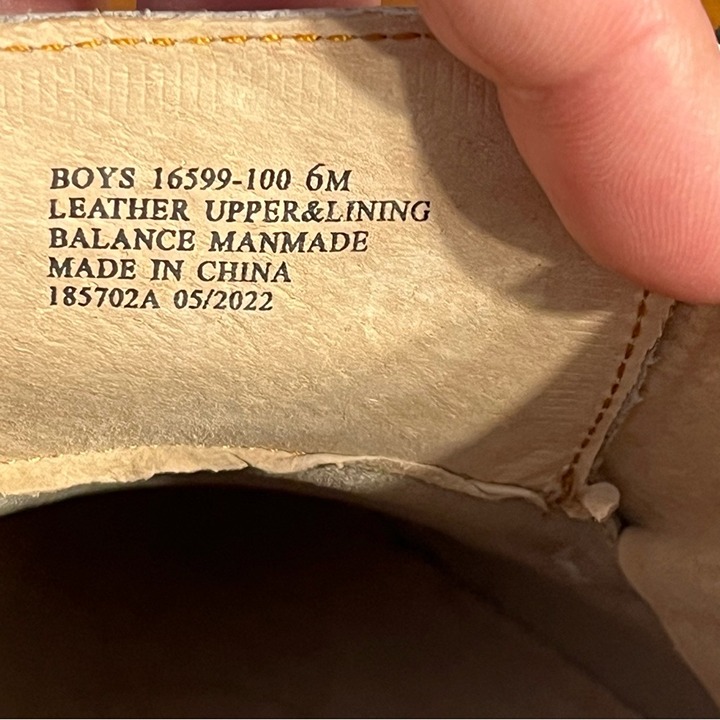 BOYS 16599-100 6M
LEATHER UPPER&LINING
BALANCE MANMADE
MADE IN CHINA
185702A 05/2022